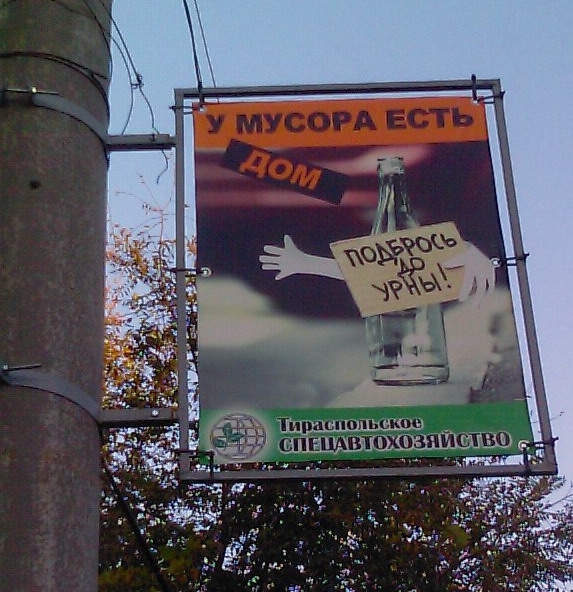 У МУСОРА ЕСТЬ
ДОМ
ПОДБРОСЬ
ДО
УРНЫ!
Тираспольское
СПЕЦАВТОХОЗЯЙСТВО